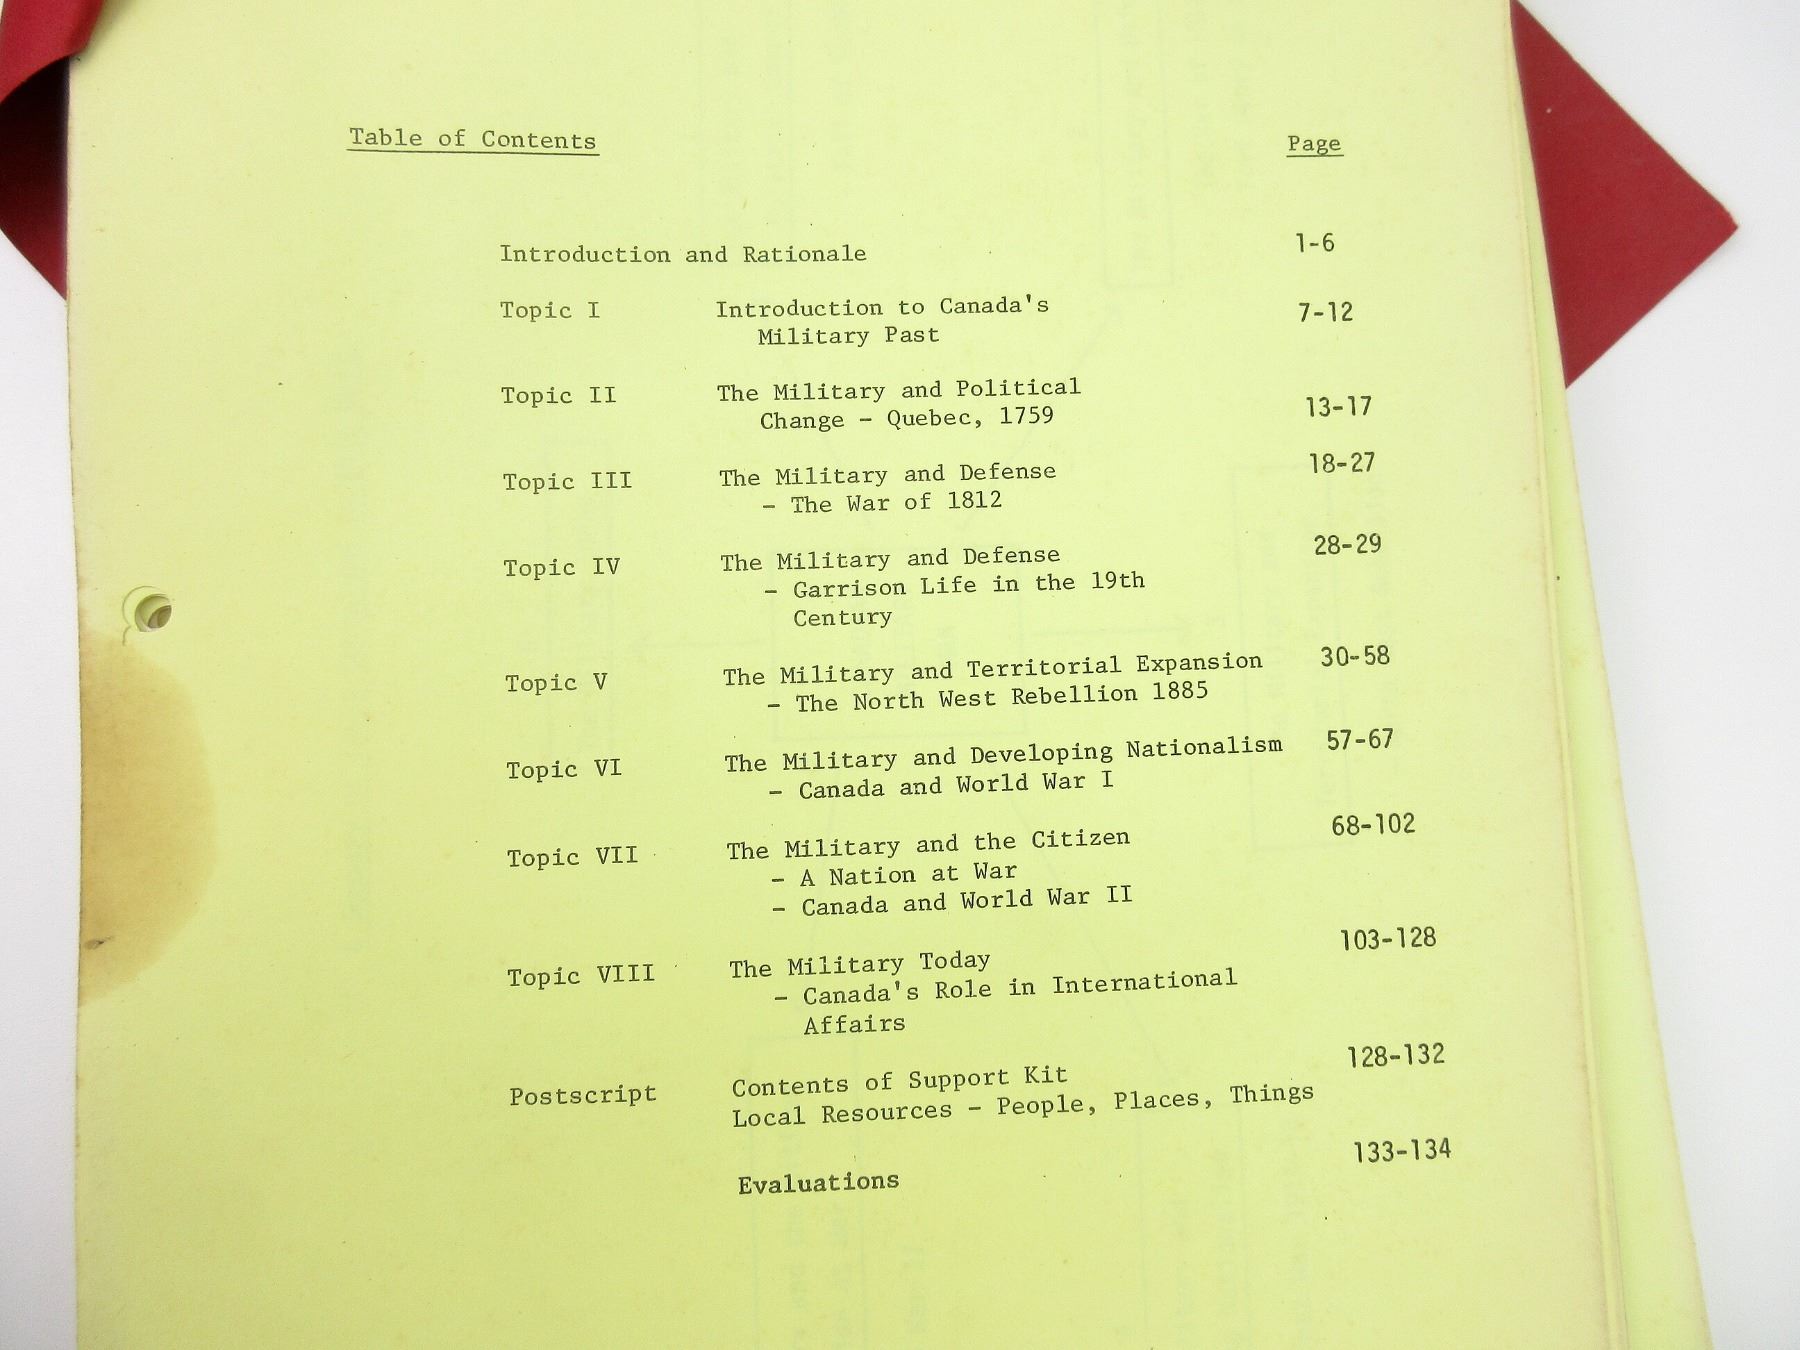 Table of Contents Page
Introduction and Rationale 1-6
Topic I Introduction to Canada's 7-12
Military Past
Topic II The Military and Political
Change - Quebec, 1759 13-17
Topic III The Military and Defense 18-27
- The War of 1812
Topic IV The Military and Defense 28-29
- Garrison Life in the 19th
Century
Topic V The Military and Territorial Expansion 30-58
- The North West Rebellion 1885
Topic VI The Military and Developing Nationalism 57-67
- Canada and World War I
Topic VII The Military and the Citizen 68-102
- A Nation at War
- Canada and World War II
Topic VIII The Military Today 103-128
- Canada's Role in International
Affairs
Postscript Contents of Support Kit 128-132
Local Resources - People, Places, Things
Evaluations 133-134